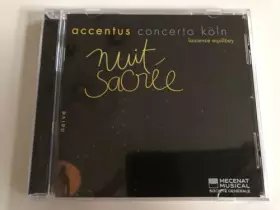 accentus concerto köln
laurence equilbey
nuit
sacrée
naïve
MECENAT
MUSICAL
SOCIETE GENERALE